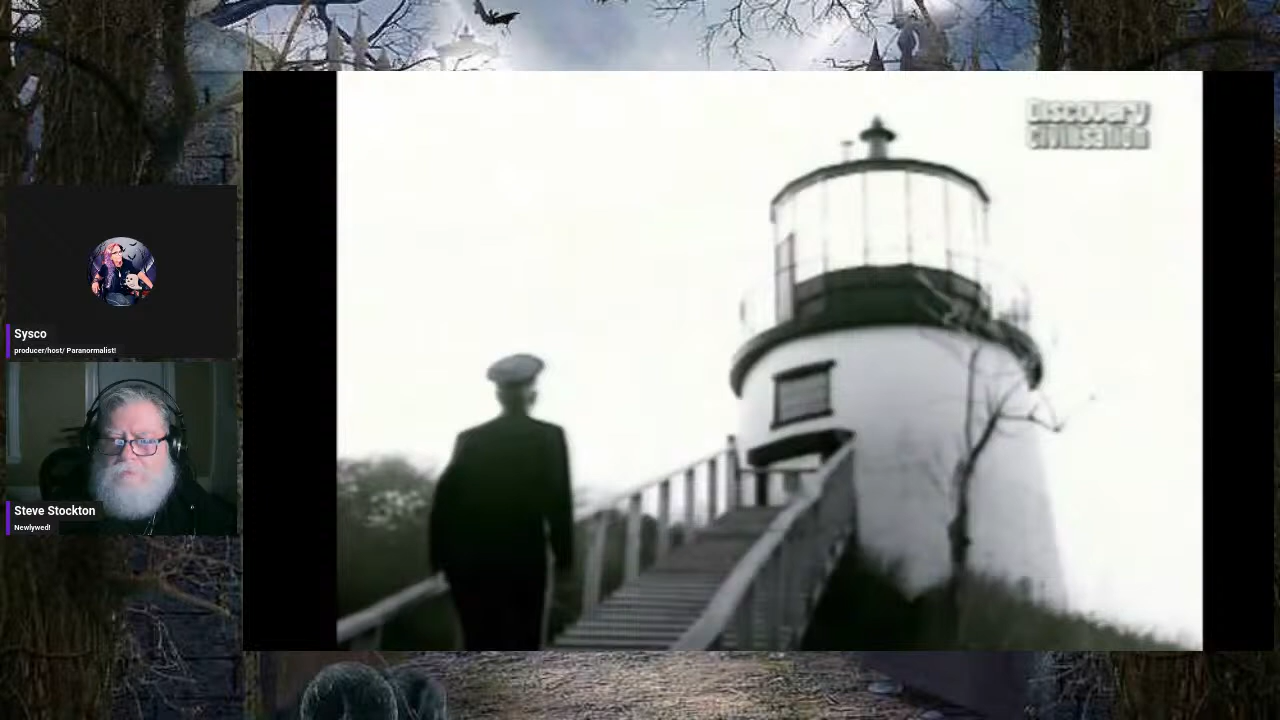 Discovery
Civilisation
Sysco
producer/host/ Paranormalist!
Steve Stockton
Newlywed!